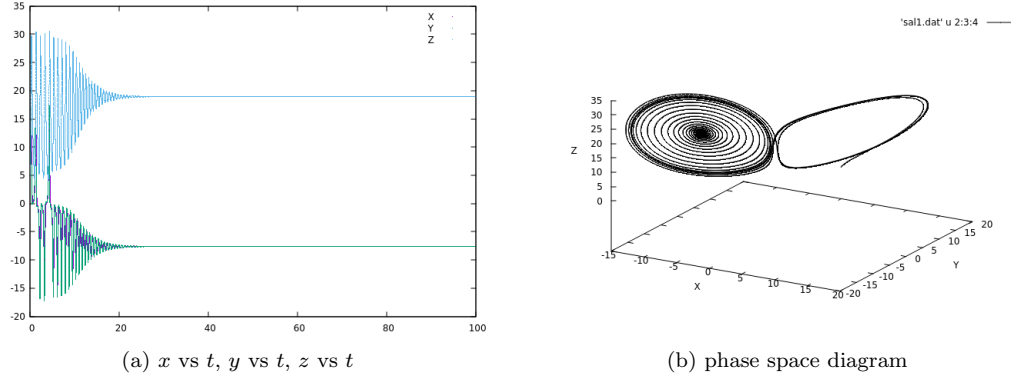 35
30
25
20
15
10
5
0
-5
-10
-15
-20
0 20 40 60 80 100
X
Y
Z
(a) x vs t, y vs t, z vs t
'sal1.dat' u 2:3:4
35
30
25
20
15
10
5
0
Z
-15 -10 -5 0 5 10 15 20
X
-20 -15 -10 -5 0 5 10 15 20
Y
(b) phase space diagram